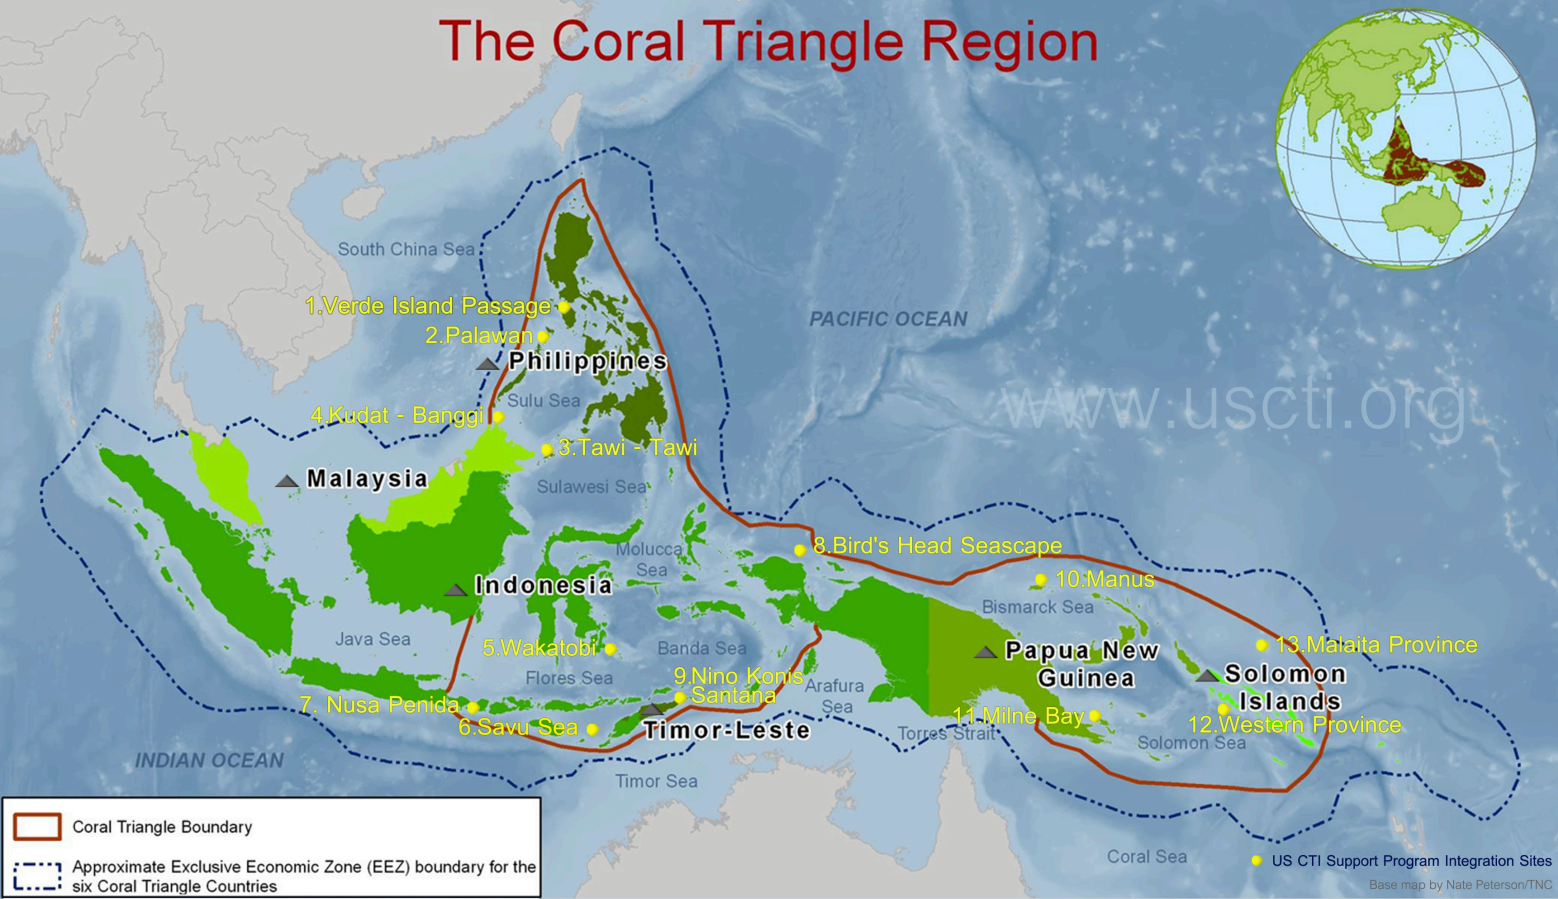 The Coral Triangle Region
South China Sea
1.Verde Island Passage
PACIFIC OCEAN
2.Palawan
Philippines
www.uscti.org
Sulu Sea
4.Kudat - Banggi
3.Tawi - Tawi
Malaysia
Sulawesi Sea
8.Bird's Head Seascape
Molucca
Sea
10.Manus
Indonesia
Bismarck Sea
Java Sea
5.Wakatobi
Banda Sea
13.Malaita Province
Papua New
Guinea
Flores Sea
9.Nino Konis
Santana
Solomon
Islands
Arafura
Sea
7. Nusa Penida
11.Milne Bay
12.Western Province
6.Savu Sea
Timor-Leste
Torres Strait
Solomon Sea
INDIAN OCEAN
Timor Sea
Coral Triangle Boundary
Coral Sea
US CTI Support Program Integration Sites
Approximate Exclusive Economic Zone (EEZ) boundary for the
six Coral Triangle Countries
Base map by Nate Peterson/TNC